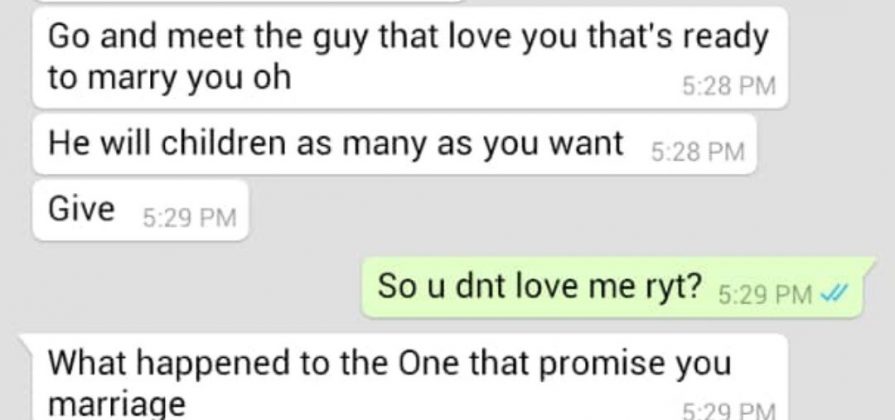 Go and meet the guy that love you that's ready
to marry you oh
5:28 PM
He will children as many as you want
5:28 PM
Give
5:29 PM
So u dnt love me ryt?
5:29 PM
What happened to the One that promise you
marriage
5:29 PM